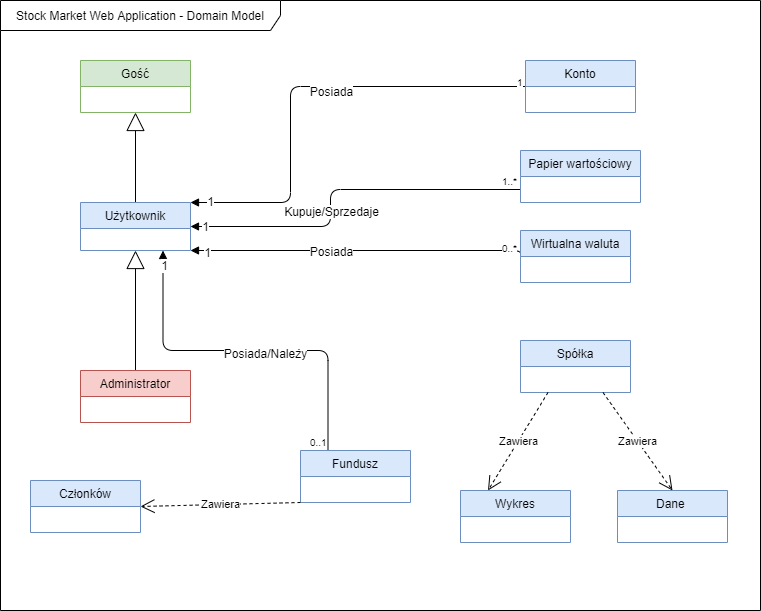 Stock Market Web Application - Domain Model
Gość
Konto
Posiada
1
1
Papier wartościowy
1..*
Użytkownik
Kupuje/Sprzedaje
1
Wirtualna waluta
1
Posiada
0..*
1
Posiada/Należy
Spółka
Administrator
0..1
Zawiera
Zawiera
Fundusz
Członków
Zawiera
Wykres
Dane